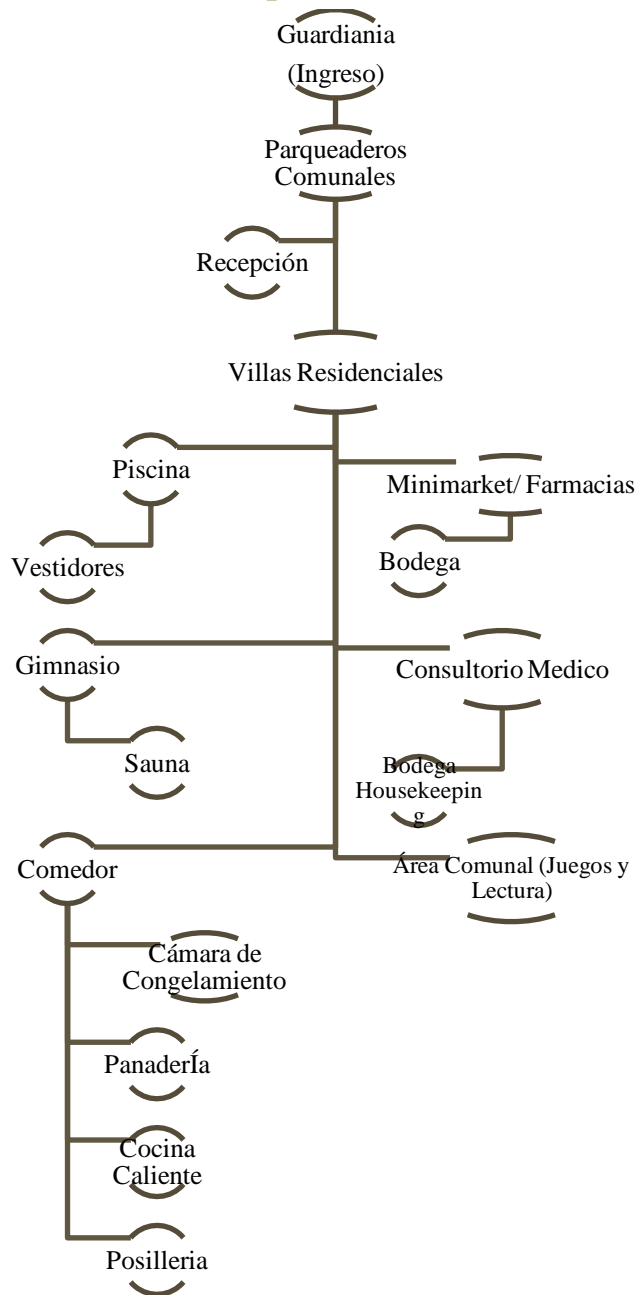 Guardiania
(Ingreso)
Parqueaderos
Comunales
Recepción
Villas Residenciales
Piscina
Minimarket/ Farmacias
Vestidores
Bodega
Gimnasio
Consultorio Medico
Sauna
Bodega
Housekeepin
g
Comedor
Área Comunal (Juegos y
Lectura)
Cámara de
Congelamiento
PanaderÍa
Cocina
Caliente
Posilleria